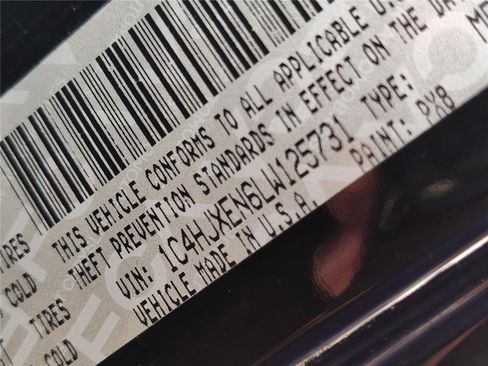 THIS VEHICLE CONFORMS TO ALL APPLICABLE U.
THEFT PREVENTION STANDARDS IN EFFECT ON THE DA
VIN: 1C4HJXEN6LW125731 TYPE:
VEHICLE MADE IN U.S.A. PAINT: PX8
TIRES
COLD
TIRES
COLD